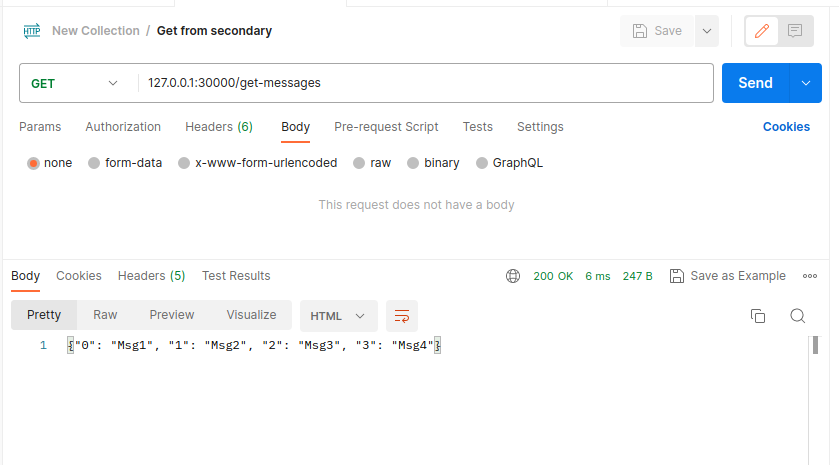 HTTP New Collection / Get from secondary Save
GET 127.0.0.1:30000/get-messages Send
Params Authorization Headers (6) Body Pre-request Script Tests Settings Cookies
none form-data x-www-form-urlencoded raw binary GraphQL
This request does not have a body
Body Cookies Headers (5) Test Results 200 OK 6 ms 247 B Save as Example
Pretty Raw Preview Visualize HTML
1 {"0": "Msg1", "1": "Msg2", "2": "Msg3", "3": "Msg4"}